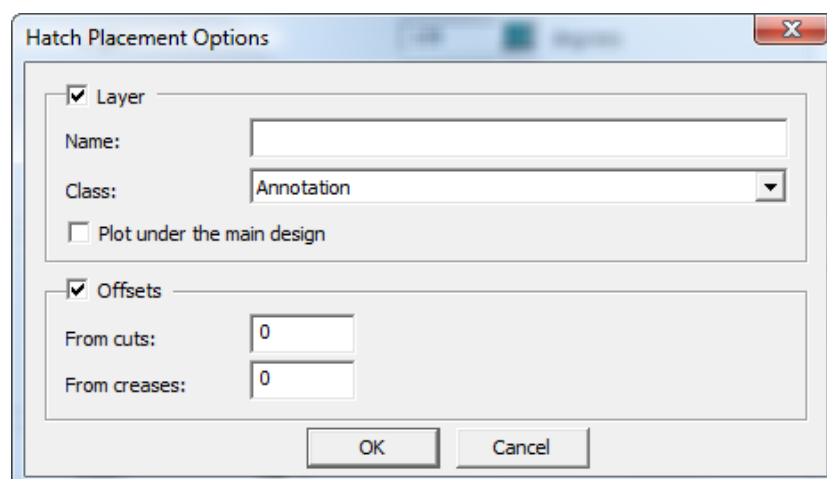 Hatch Placement Options
Layer
Name:
Class: Annotation
Plot under the main design
Offsets
From cuts: 0
From creases: 0
OK Cancel